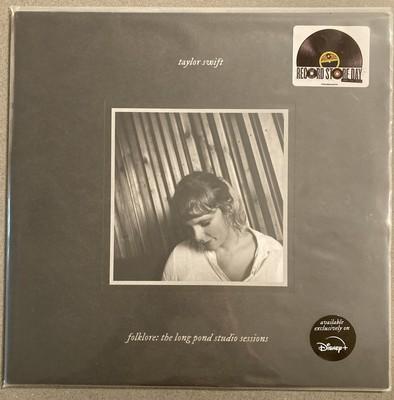 taylor swift
RECORD STORE DAY
folklore: the long pond studio sessions
available
exclusively on
Disney+